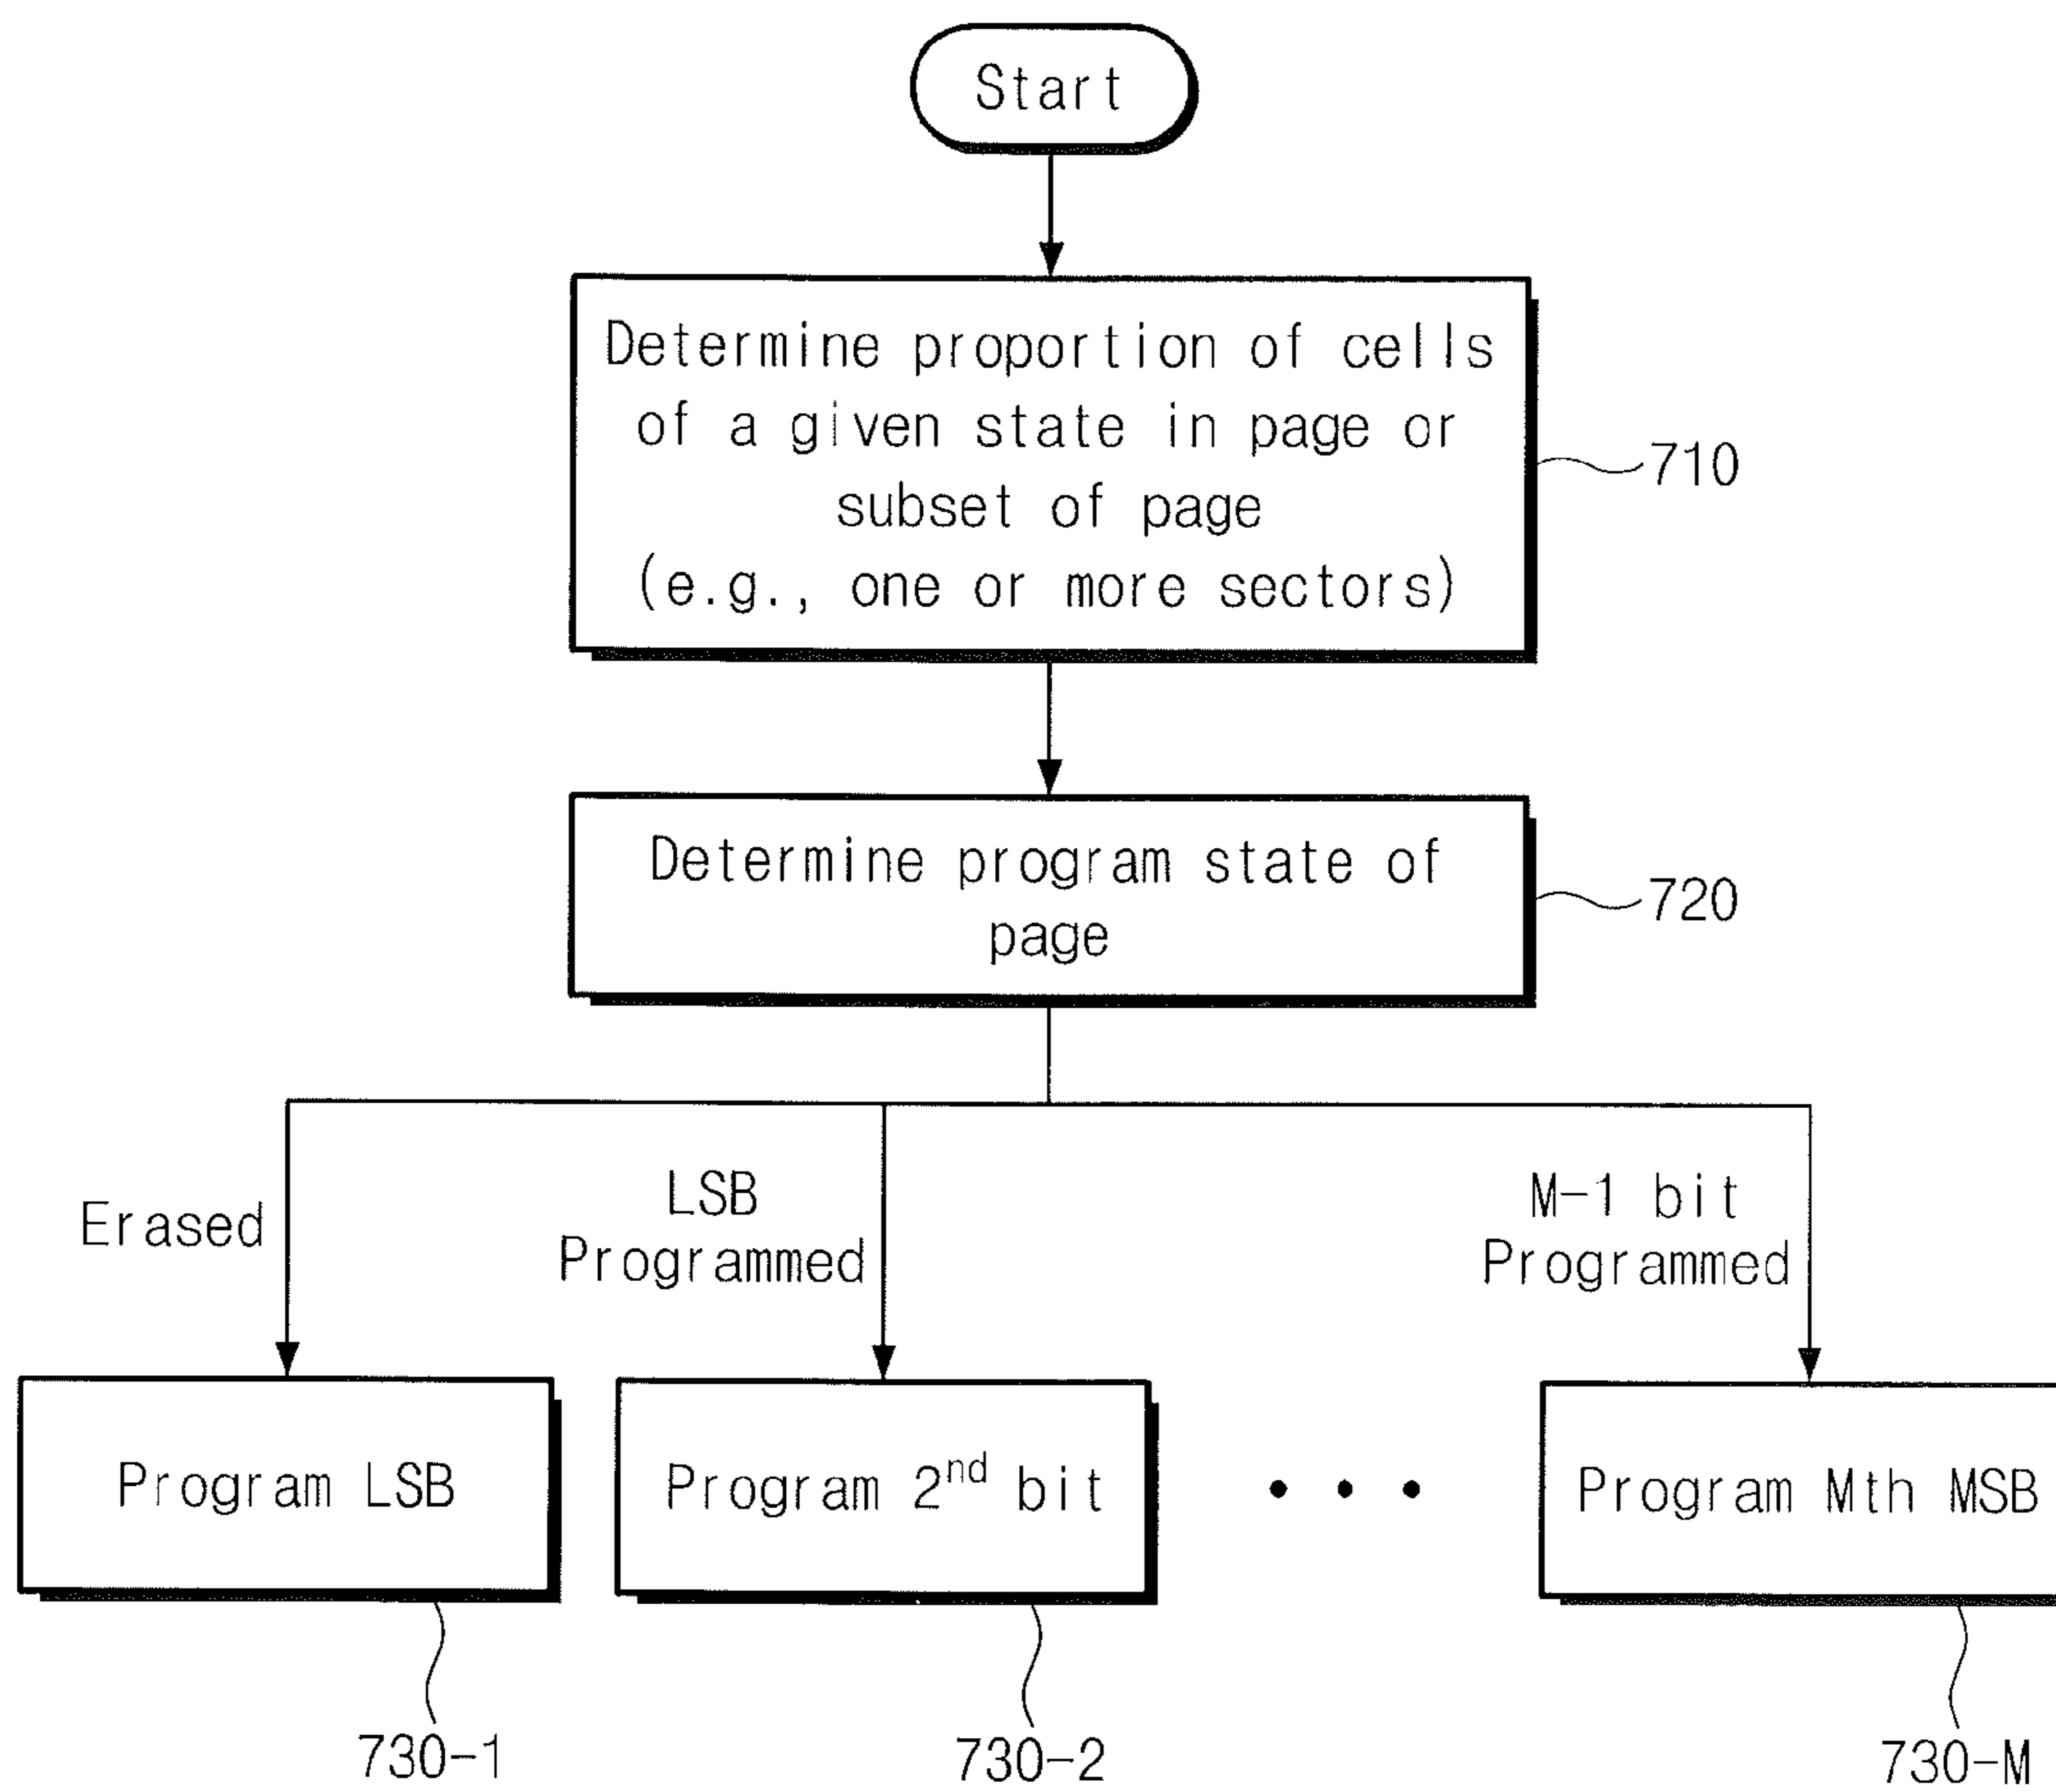 Start
Determine proportion of cells
of a given state in page or
subset of page
(e.g., one or more sectors)
710
Determine program state of
page
720
Erased
LSB
Programmed
M-1 bit
Programmed
Program LSB
Program 2nd bit
• • •
Program Mth MSB
730-1
730-2
730-M